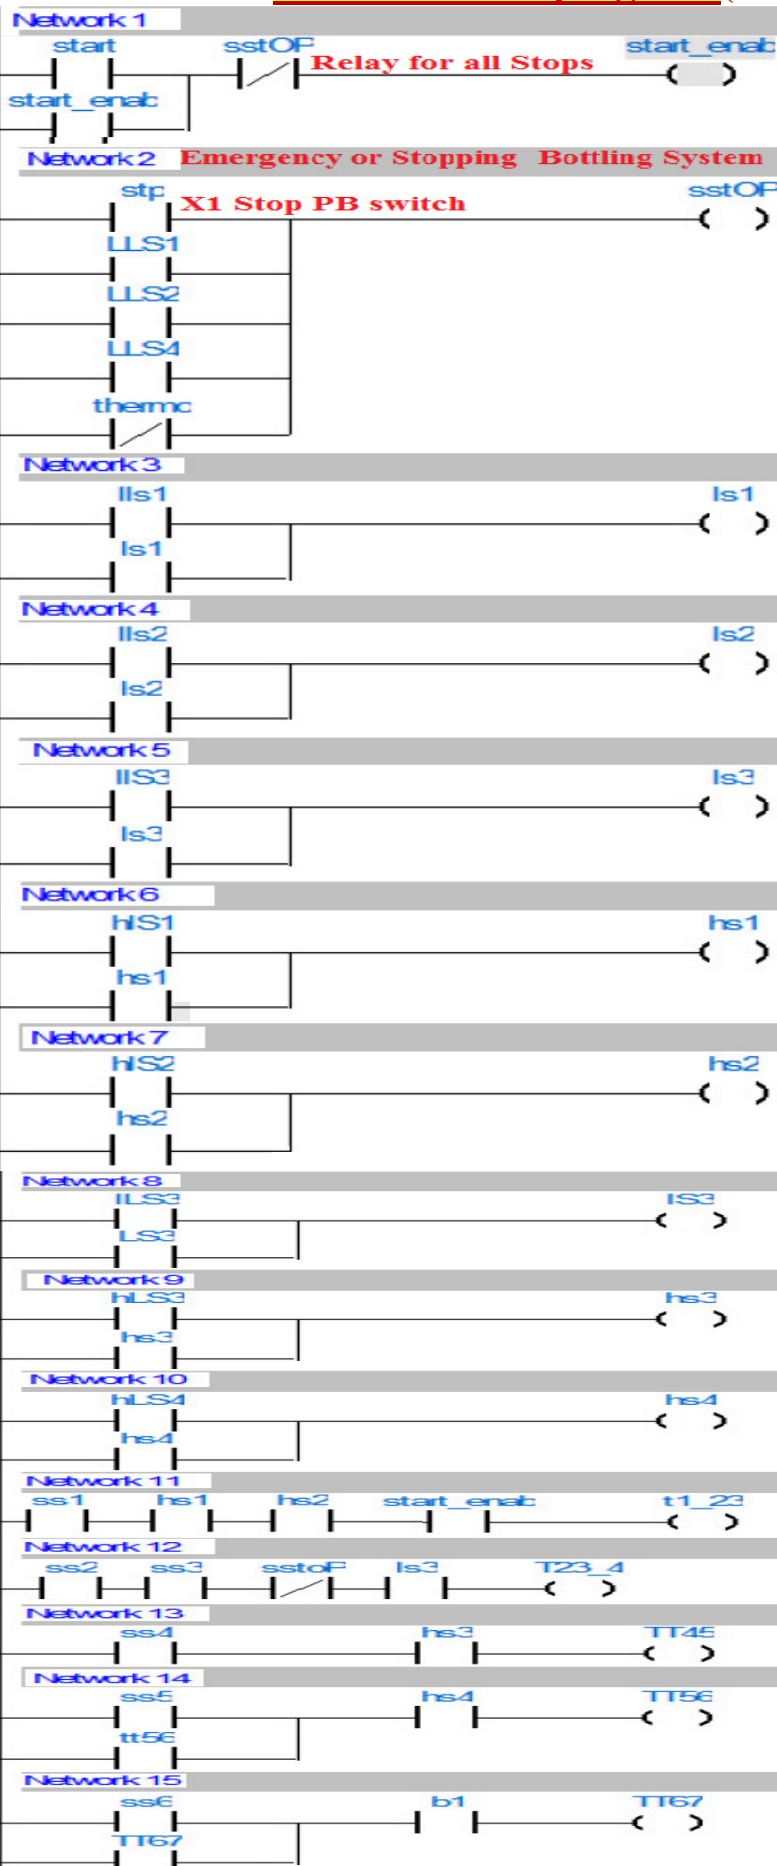 Network 1
start sstOP start_enab
Relay for all Stops
start_enab
Network 2 Emergency or Stopping Bottling System
stp sstOP
X1 Stop PB switch
LLS1
LLS2
LLS4
thermo
Network 3
lls1 ls1
ls1
Network 4
lls2 ls2
ls2
Network 5
llS3 ls3
ls3
Network 6
hlS1 hs1
hs1
Network 7
hlS2 hs2
hs2
Network 8
lLS3 lS3
LS3
Network 9
hLS3 hs3
hs3
Network 10
hLS4 hs4
hs4
Network 11
ss1 hs1 hs2 start_enab t1_23
Network 12
ss2 ss3 sstoP ls3 T23_4
Network 13
ss4 hs3 TT45
Network 14
ss5 hs4 TT56
tt56
Network 15
ss6 b1 TT67
TT67